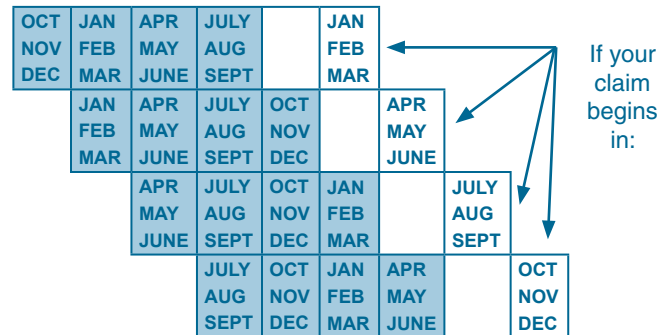 OCT JAN APR JULY JAN
NOV FEB MAY AUG FEB
DEC MAR JUNE SEPT MAR
JAN APR JULY OCT APR
FEB MAY AUG NOV MAY
MAR JUNE SEPT DEC JUNE
APR JULY OCT JAN JULY
MAY AUG NOV FEB AUG
JUNE SEPT DEC MAR SEPT
JULY OCT JAN APR OCT
AUG NOV FEB MAY NOV
SEPT DEC MAR JUNE DEC
If your
claim
begins
in: